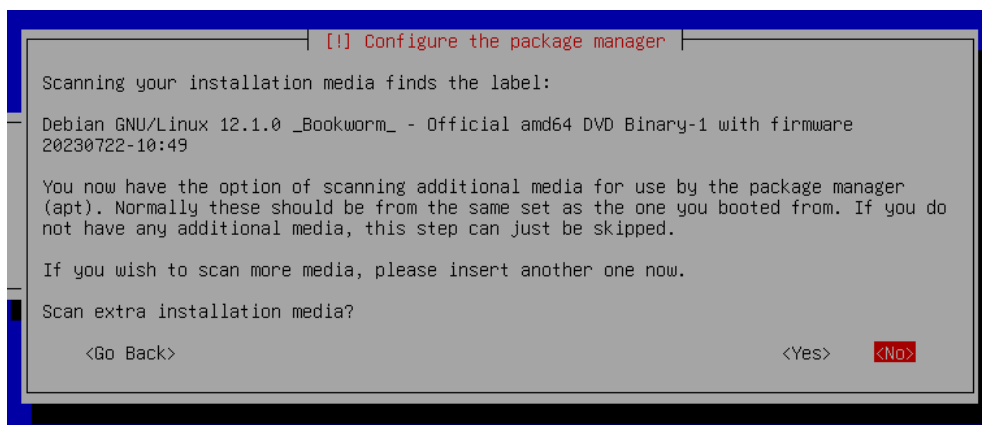 [!] Configure the package manager
Scanning your installation media finds the label:
Debian GNU/Linux 12.1.0 _Bookworm_ - Official amd64 DVD Binary-1 with firmware
20230722-10:49
You now have the option of scanning additional media for use by the package manager
(apt). Normally these should be from the same set as the one you booted from. If you do
not have any additional media, this step can just be skipped.
If you wish to scan more media, please insert another one now.
Scan extra installation media?
<Go Back> <Yes> <No>